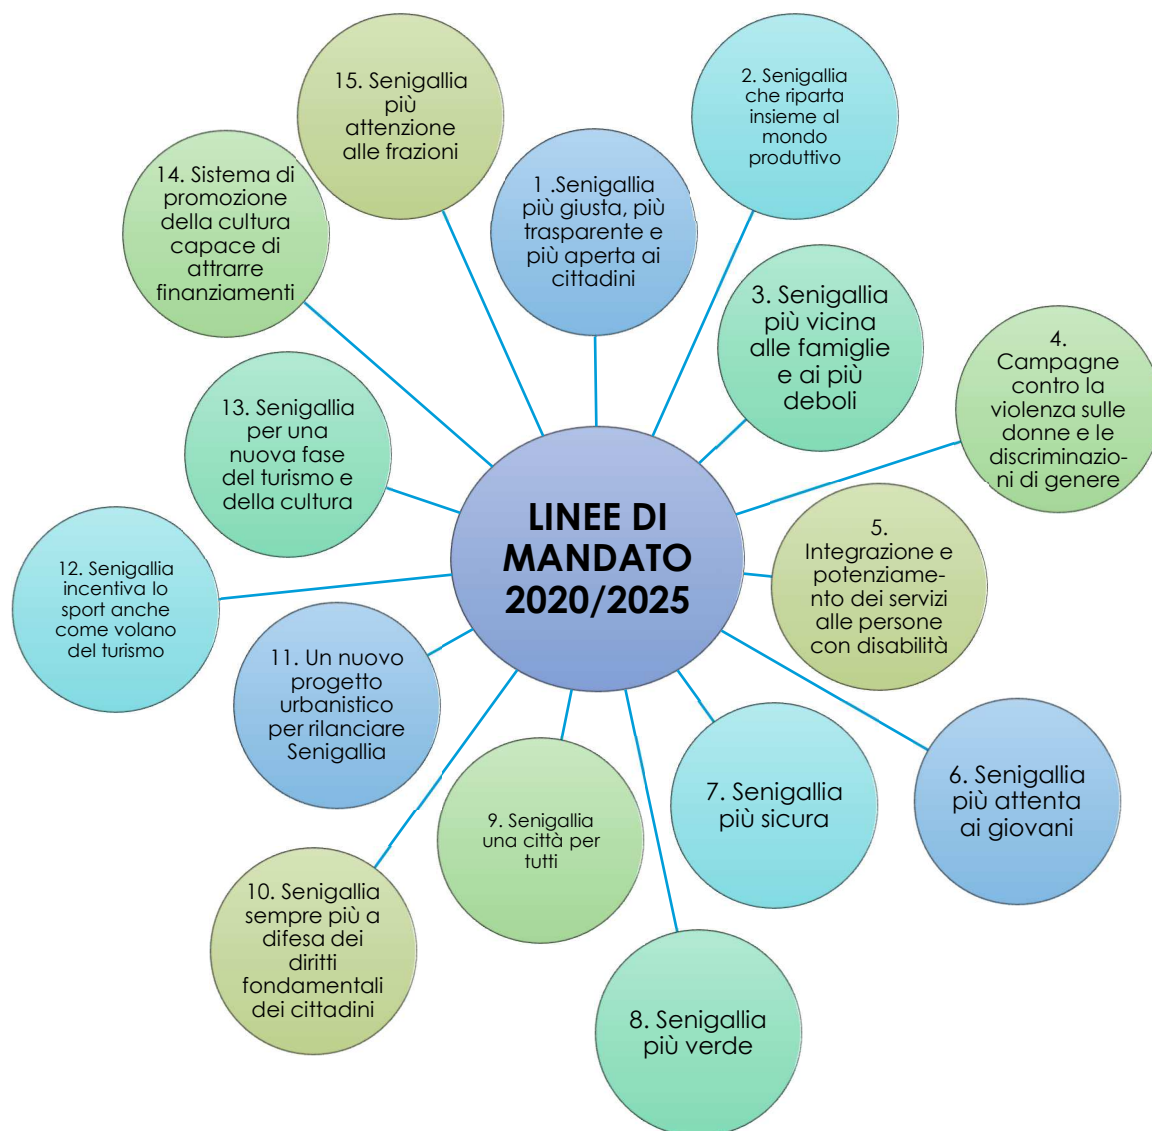 LINEE DI
MANDATO
2020/2025
1 .Senigallia
più giusta, più
trasparente e
più aperta ai
cittadini
2. Senigallia
che riparta
insieme al
mondo
produttivo
3. Senigallia
più vicina
alle famiglie
e ai più
deboli
4.
Campagne
contro la
violenza sulle
donne e le
discriminazio-
ni di genere
5.
Integrazione e
potenziame-
nto dei servizi
alle persone
con disabilità
6. Senigallia
più attenta
ai giovani
7. Senigallia
più sicura
8. Senigallia
più verde
9. Senigallia
una città per
tutti
10. Senigallia
sempre più a
difesa dei
diritti
fondamentali
dei cittadini
11. Un nuovo
progetto
urbanistico
per rilanciare
Senigallia
12. Senigallia
incentiva lo
sport anche
come volano
del turismo
13. Senigallia
per una
nuova fase
del turismo e
della cultura
14. Sistema di
promozione
della cultura
capace di
attrarre
finanziamenti
15. Senigallia
più
attenzione
alle frazioni